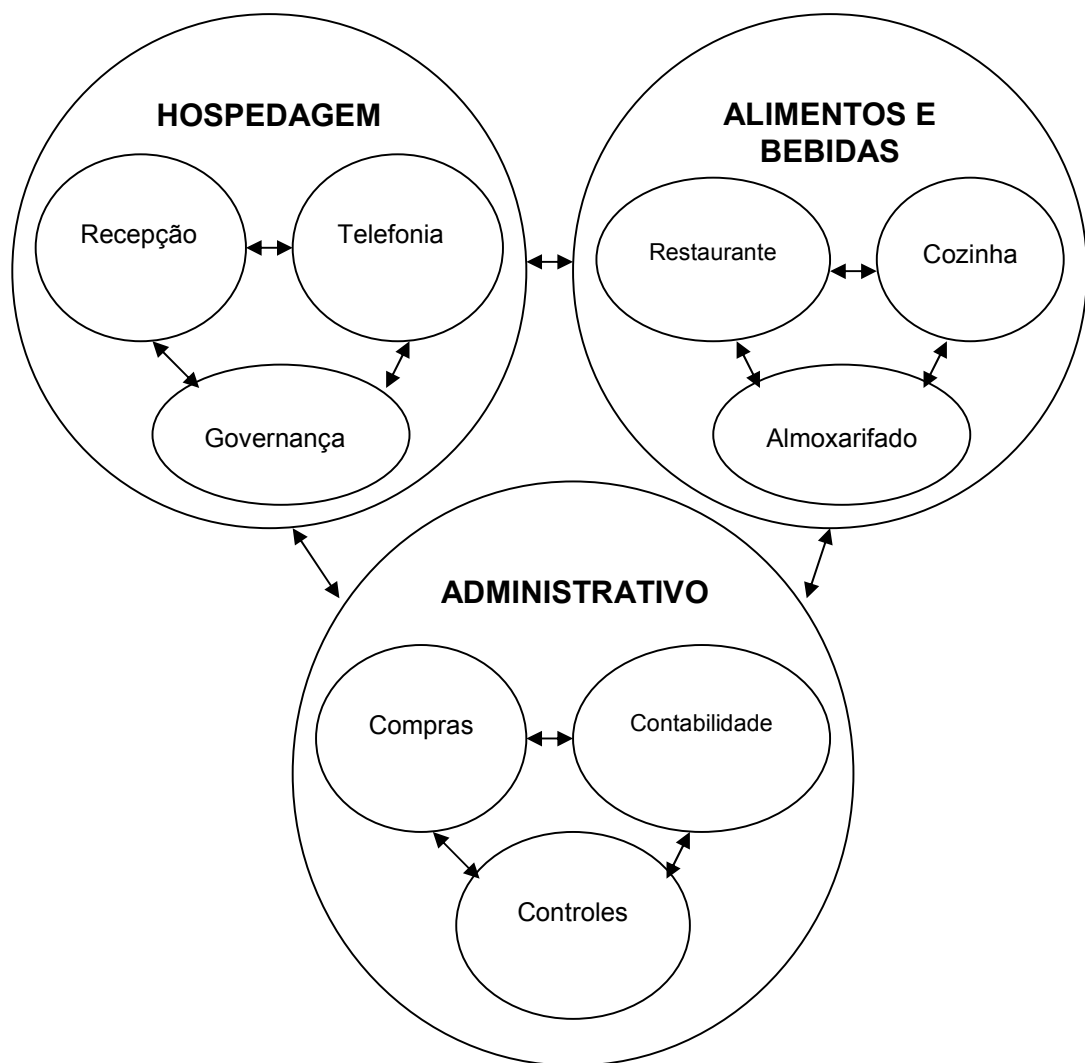 HOSPEDAGEM
Recepção
Telefonia
Governança
ALIMENTOS E
BEBIDAS
Restaurante
Cozinha
Almoxarifado
ADMINISTRATIVO
Compras
Contabilidade
Controles